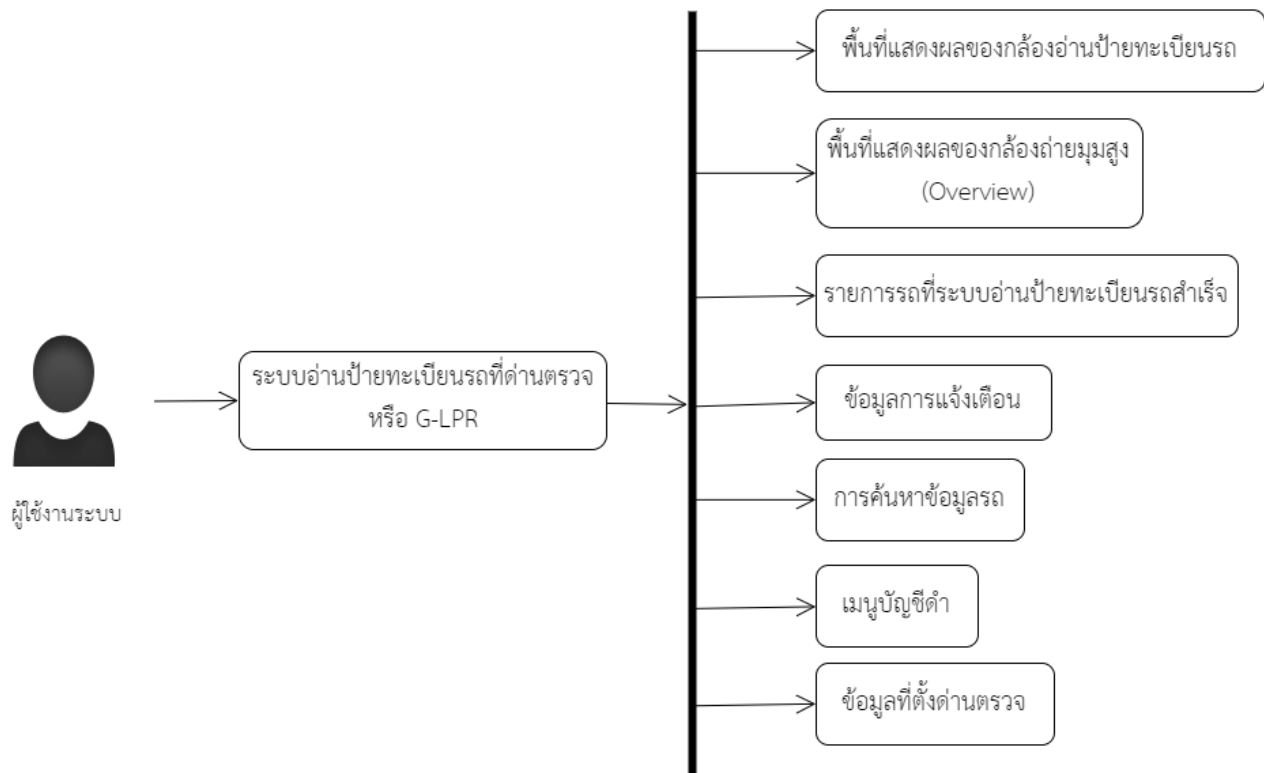 พื้นที่แสดงผลของกล้องอ่านป้ายทะเบียนรถ
พื้นที่แสดงผลของกล้องถ่ายมุมสูง
(Overview)
รายการรถที่ระบบอ่านป้ายทะเบียนรถสำเร็จ
ระบบอ่านป้ายทะเบียนรถที่ด่านตรวจ
หรือ G-LPR
ข้อมูลการแจ้งเตือน
การค้นหาข้อมูลรถ
ผู้ใช้งานระบบ
เมนูบัญชีดำ
ข้อมูลที่ตั้งด่านตรวจ